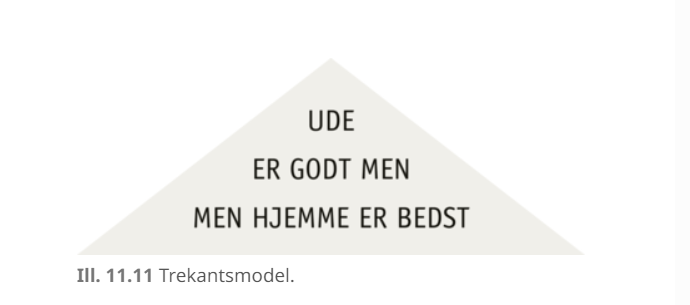 UDE
ER GODT MEN
MEN HJEMME ER BEDST
Ill. 11.11 Trekantsmodel.